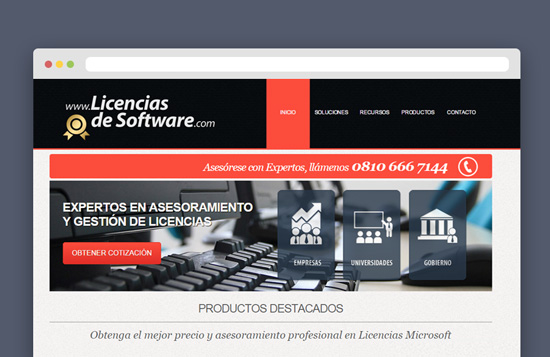 www.Licencias
de Software.com
INICIO
SOLUCIONES
RECURSOS
PRODUCTOS
CONTACTO
Asesórese con Expertos, llámenos 0810 666 7144
EXPERTOS EN ASESORAMIENTO
Y GESTIÓN DE LICENCIAS
OBTENER COTIZACIÓN
EMPRESAS
UNIVERSIDADES
GOBIERNO
PRODUCTOS DESTACADOS
Obtenga el mejor precio y asesoramiento profesional en Licencias Microsoft